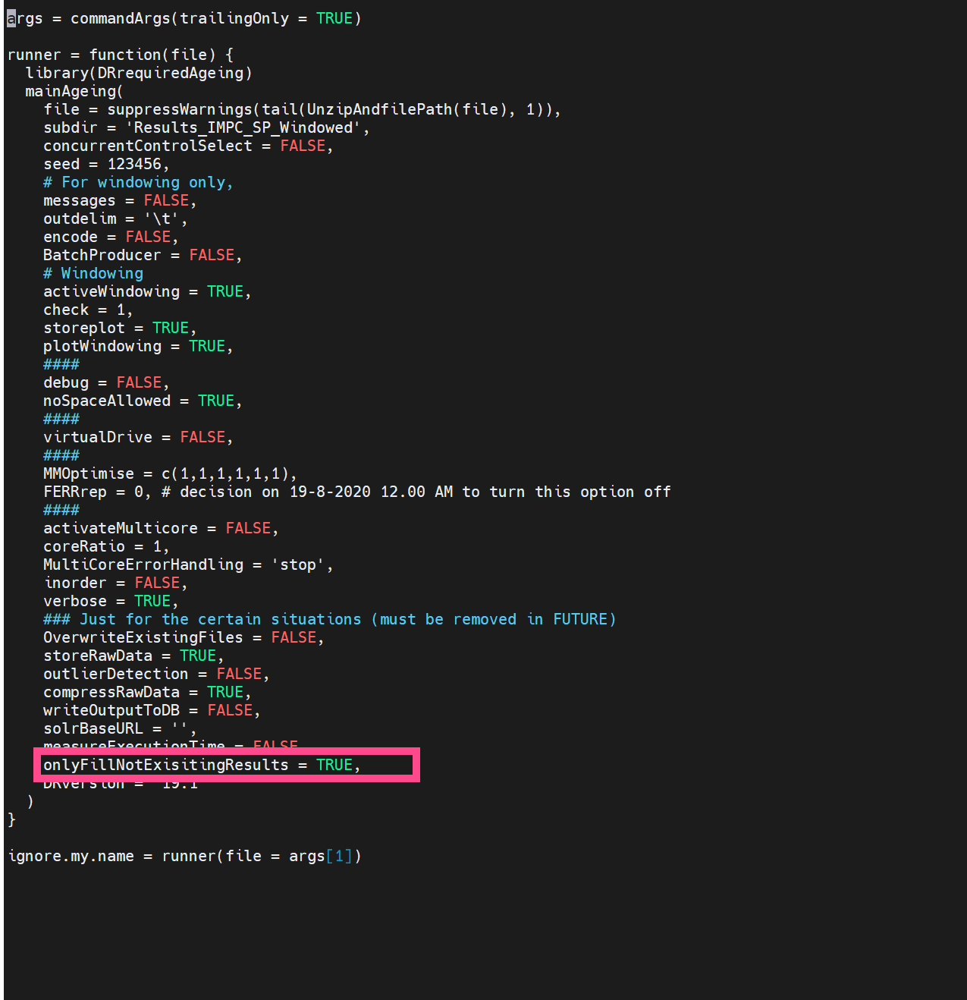 args = commandArgs(trailingOnly = TRUE)
runner = function(file) {
library(DRrequiredAgeing)
mainAgeing(
file = suppressWarnings(tail(UnzipAndfilePath(file), 1)),
subdir = 'Results_IMPC_SP_Windowed',
concurrentControlSelect = FALSE,
seed = 123456,
# For windowing only,
messages = FALSE,
outdelim = '\t',
encode = FALSE,
BatchProducer = FALSE,
# Windowing
activeWindowing = TRUE,
check = 1,
storeplot = TRUE,
plotWindowing = TRUE,
####
debug = FALSE,
noSpaceAllowed = TRUE,
####
virtualDrive = FALSE,
####
MMOptimise = c(1,1,1,1,1,1),
FERRrep = 0, # decision on 19-8-2020 12.00 AM to turn this option off
####
activateMulticore = FALSE,
coreRatio = 1,
MultiCoreErrorHandling = 'stop',
inorder = FALSE,
verbose = TRUE,
### Just for the certain situations (must be removed in FUTURE)
OverwriteExistingFiles = FALSE,
storeRawData = TRUE,
outlierDetection = FALSE,
compressRawData = TRUE,
writeOutputToDB = FALSE,
solrBaseURL = '',
measureExecutionTime = FALSE
onlyFillNotExisitingResults = TRUE,
DRversion = 19.1
)
}
ignore.my.name = runner(file = args[1])